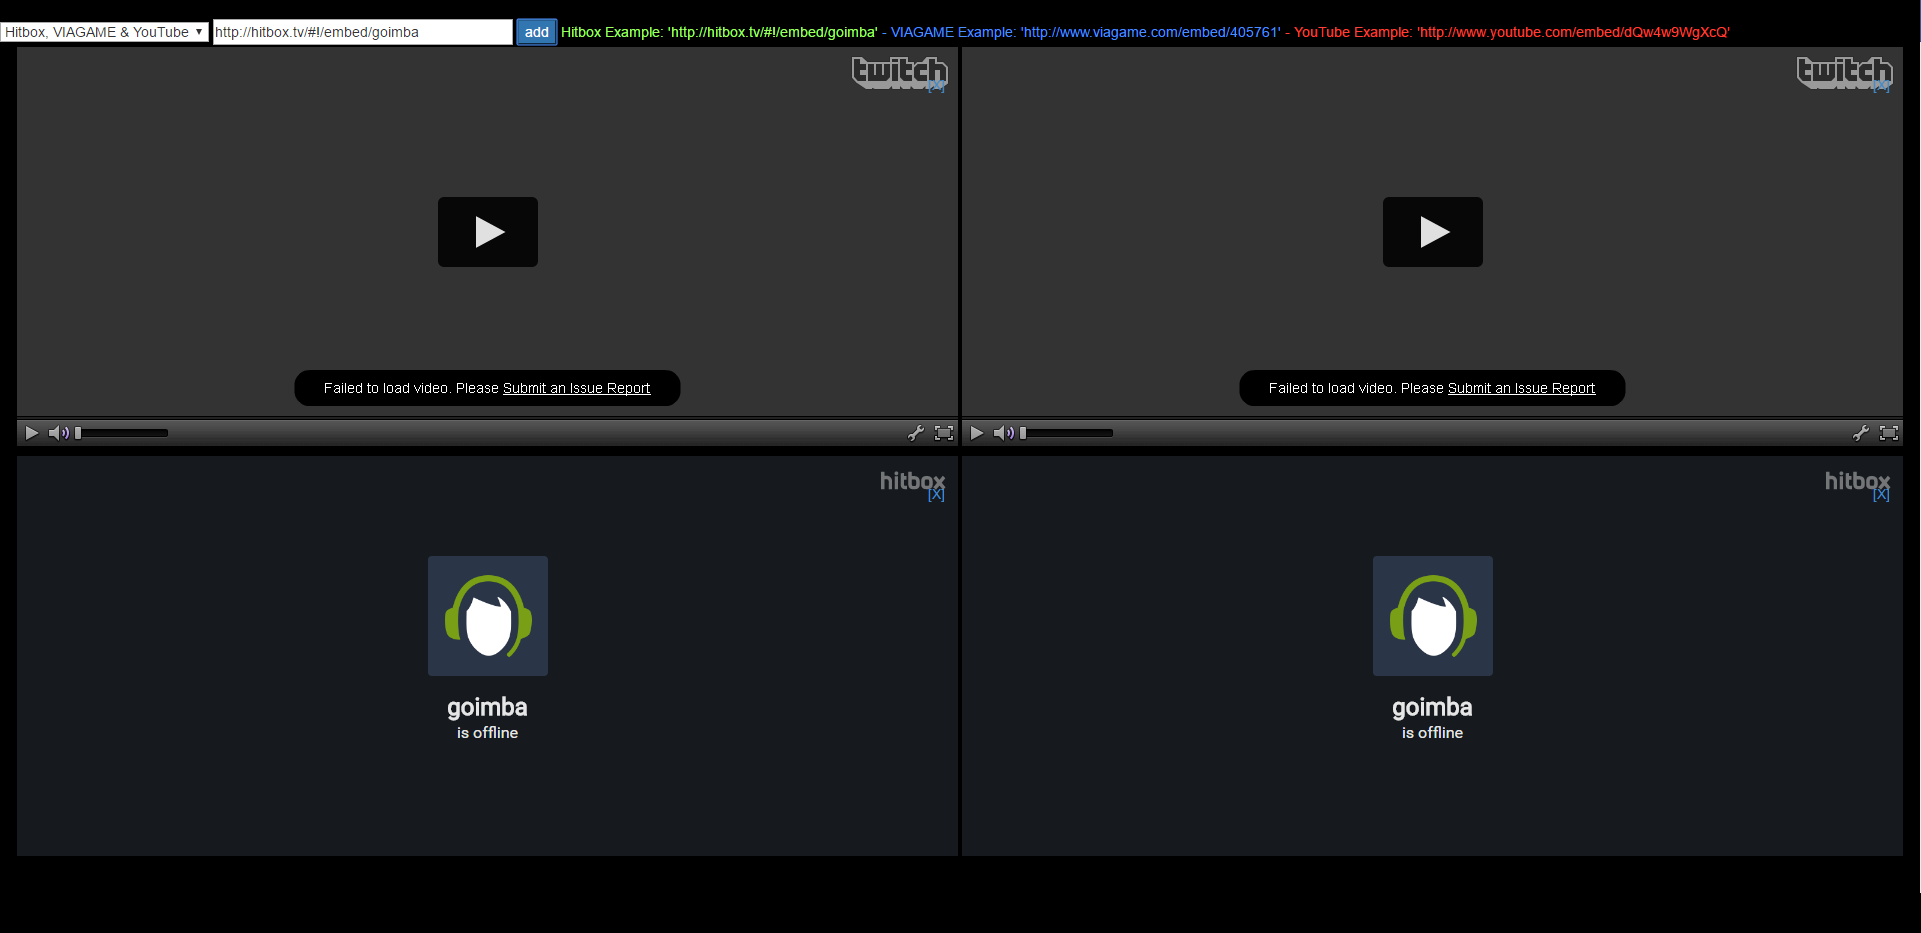 Hitbox, VIAGAME & YouTube ▼ http://hitbox.tv/#!/embed/goimba add Hitbox Example: 'http://hitbox.tv/#!/embed/goimba' - VIAGAME Example: 'http://www.viagame.com/embed/405761' - YouTube Example: 'http://www.youtube.com/embed/dQw4w9WgXcQ'
twitch
[X]
twitch
[X]
Failed to load video. Please Submit an Issue Report
Failed to load video. Please Submit an Issue Report
hitbox
[X]
hitbox
[X]
goimba
is offline
goimba
is offline